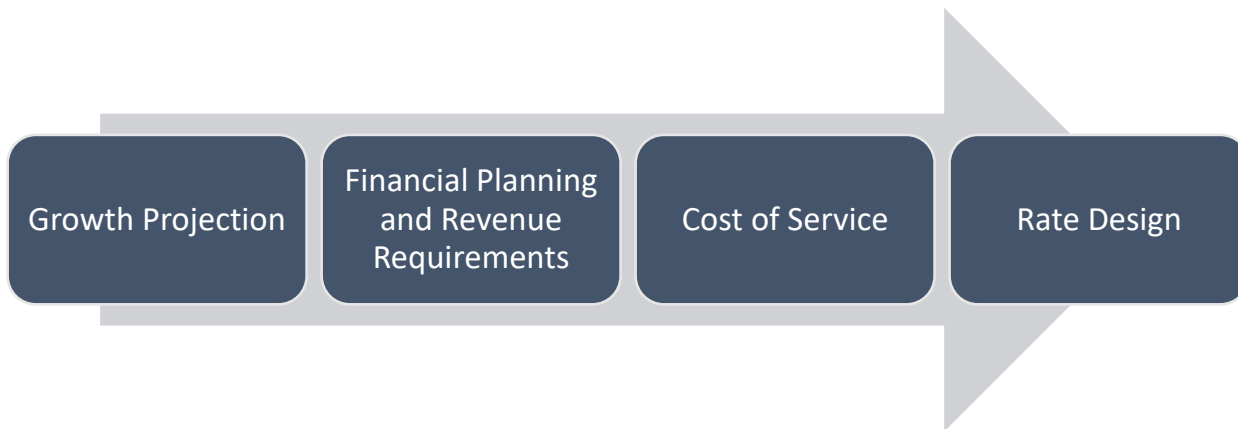 Growth Projection
Financial Planning
and Revenue
Requirements
Cost of Service
Rate Design